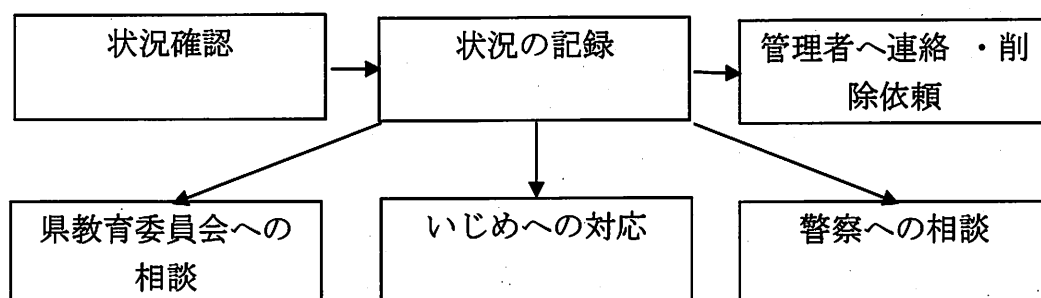 状況確認
状況の記録
管理者へ連絡 ・削
除依頼
県教育委員会への
相談
いじめへの対応
警察への相談